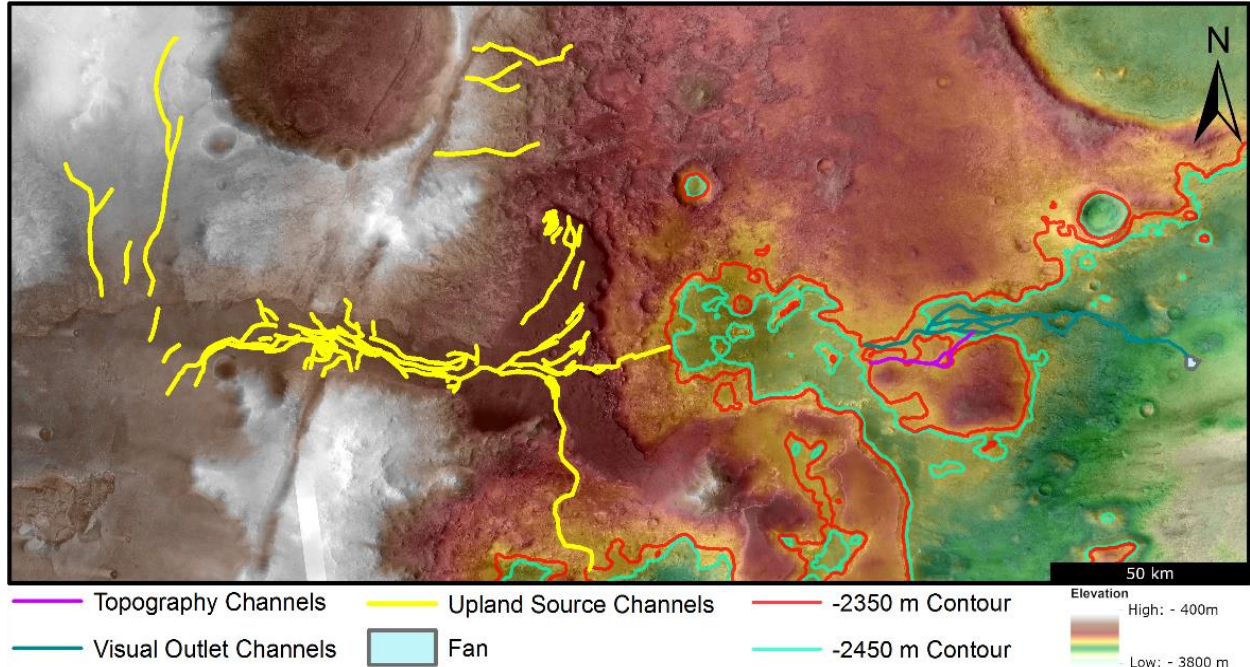 N
50 km
Topography Channels
Upland Source Channels
-2350 m Contour
Visual Outlet Channels
Fan
-2450 m Contour
Elevation
High: - 400m
Low: - 3800 m